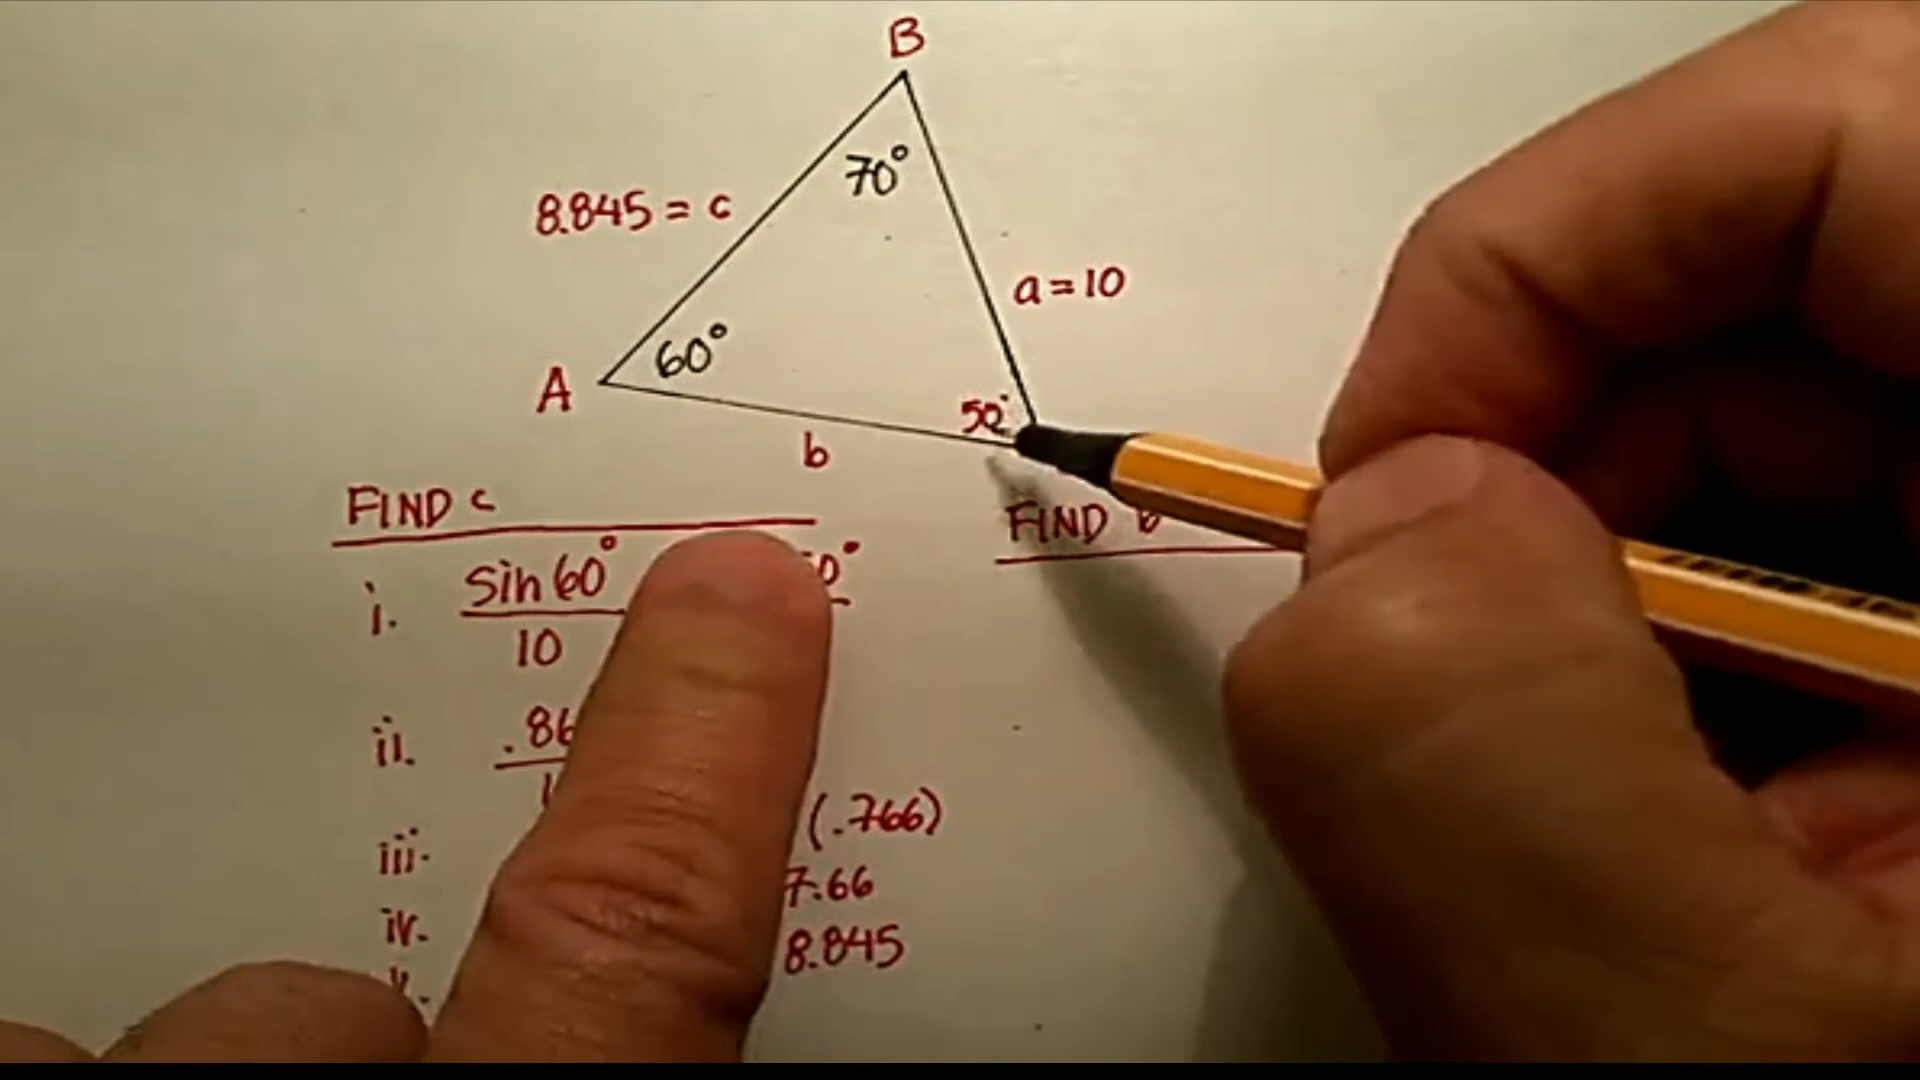 B
70°
8.845 = c
a = 10
60°
A
50°
b
FIND c
FIND b
i. sin 60°
10
ii. .86
(.766)
iii.
7.66
iv.
8.845
v.